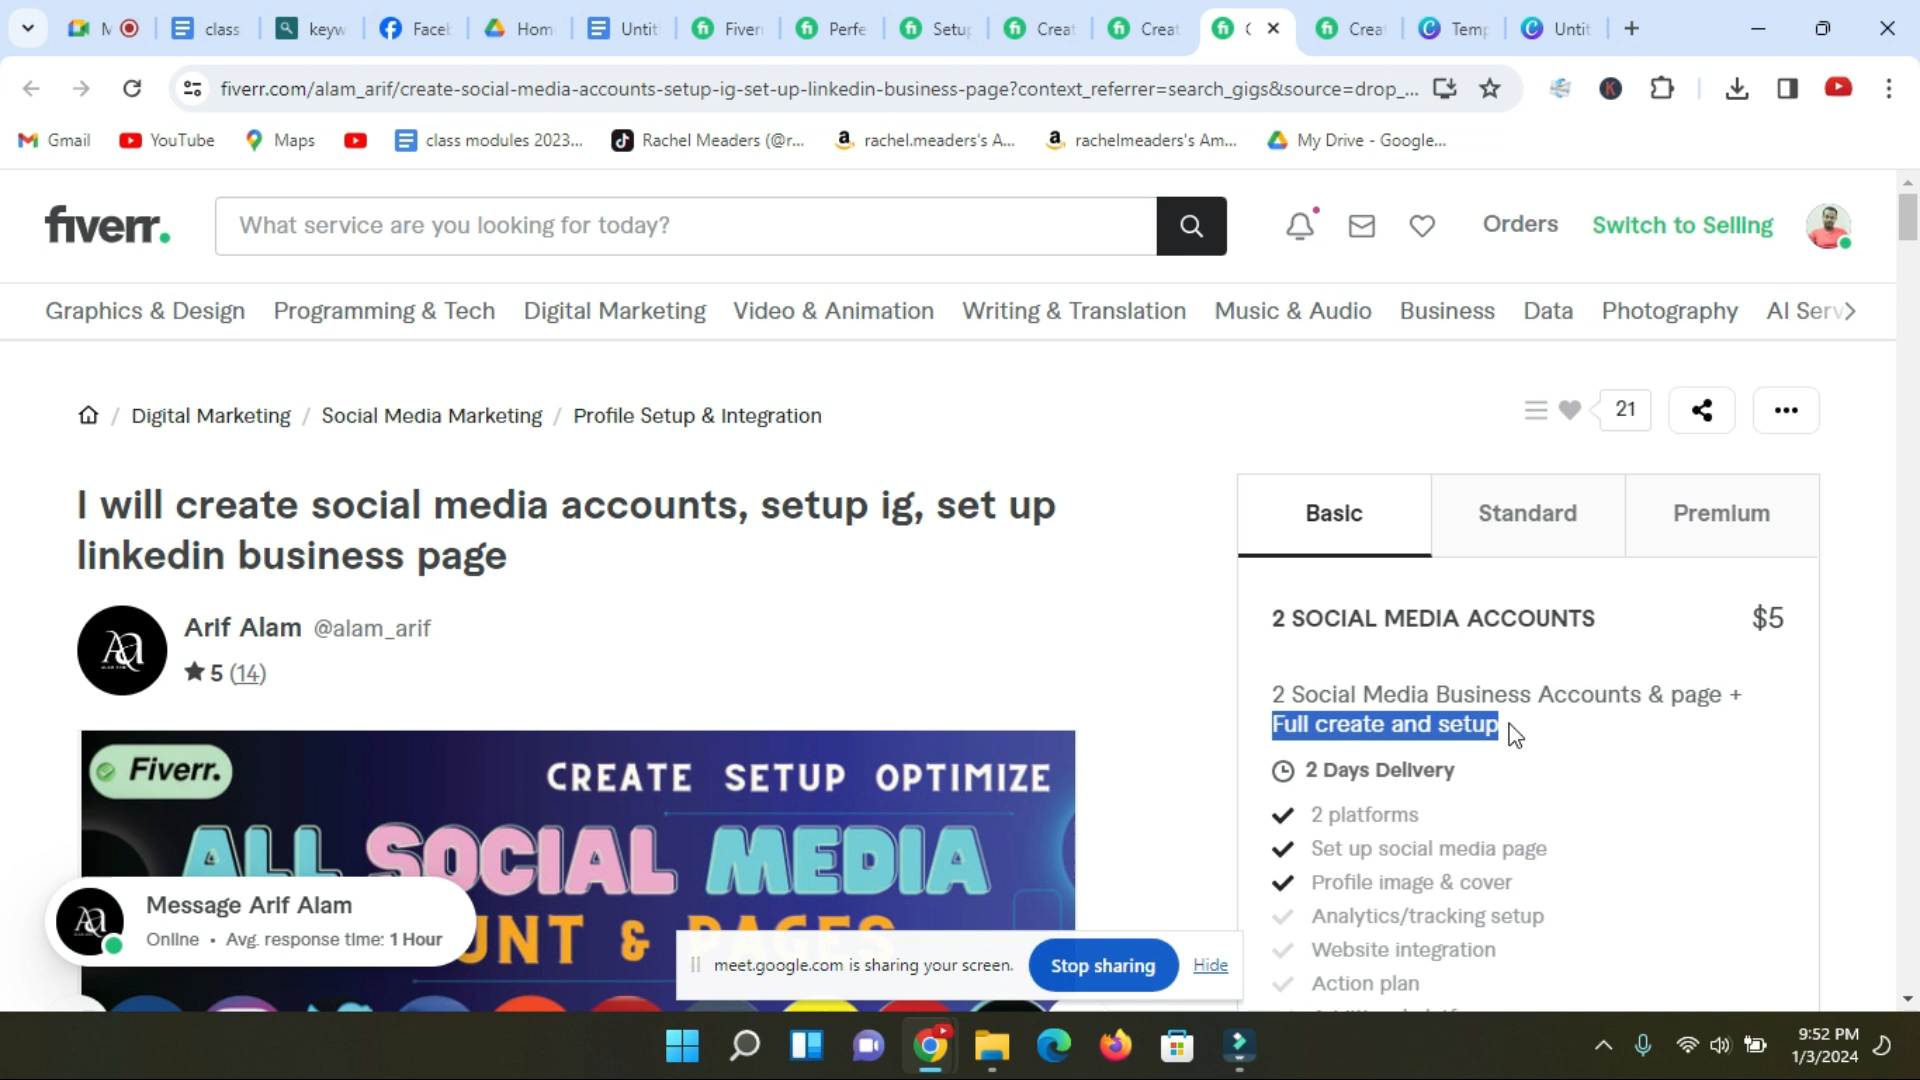 M
class
keyw
Facel
Hom
Untit
Fiver
Perfe
Setup
Creat
Creat
Creat
Temp
Untit
fiverr.com/alam_arif/create-social-media-accounts-setup-ig-set-up-linkedin-business-page?context_referrer=search_gigs&source=drop_...
K
Gmail
YouTube
Maps
class modules 2023...
Rachel Meaders (@r...
rachel.meaders's A...
rachelmeaders's Am...
My Drive - Google...
fiverr.
What service are you looking for today?
Orders
Switch to Selling
Graphics & Design
Programming & Tech
Digital Marketing
Video & Animation
Writing & Translation
Music & Audio
Business
Data
Photography
AI Serv
/ Digital Marketing / Social Media Marketing / Profile Setup & Integration
21
I will create social media accounts, setup ig, set up
linkedin business page
Arif Alam @alam_arif
5 (14)
Fiverr.
CREATE SETUP OPTIMIZE
ALL SOCIAL MEDIA
UNT & PAGES
Message Arif Alam
Online • Avg. response time: 1 Hour
Basic
Standard
Premium
2 SOCIAL MEDIA ACCOUNTS
$5
2 Social Media Business Accounts & page +
Full create and setup
2 Days Delivery
2 platforms
Set up social media page
Profile image & cover
Analytics/tracking setup
Website integration
Action plan
meet.google.com is sharing your screen.
Stop sharing
Hide
9:52 PM
1/3/2024